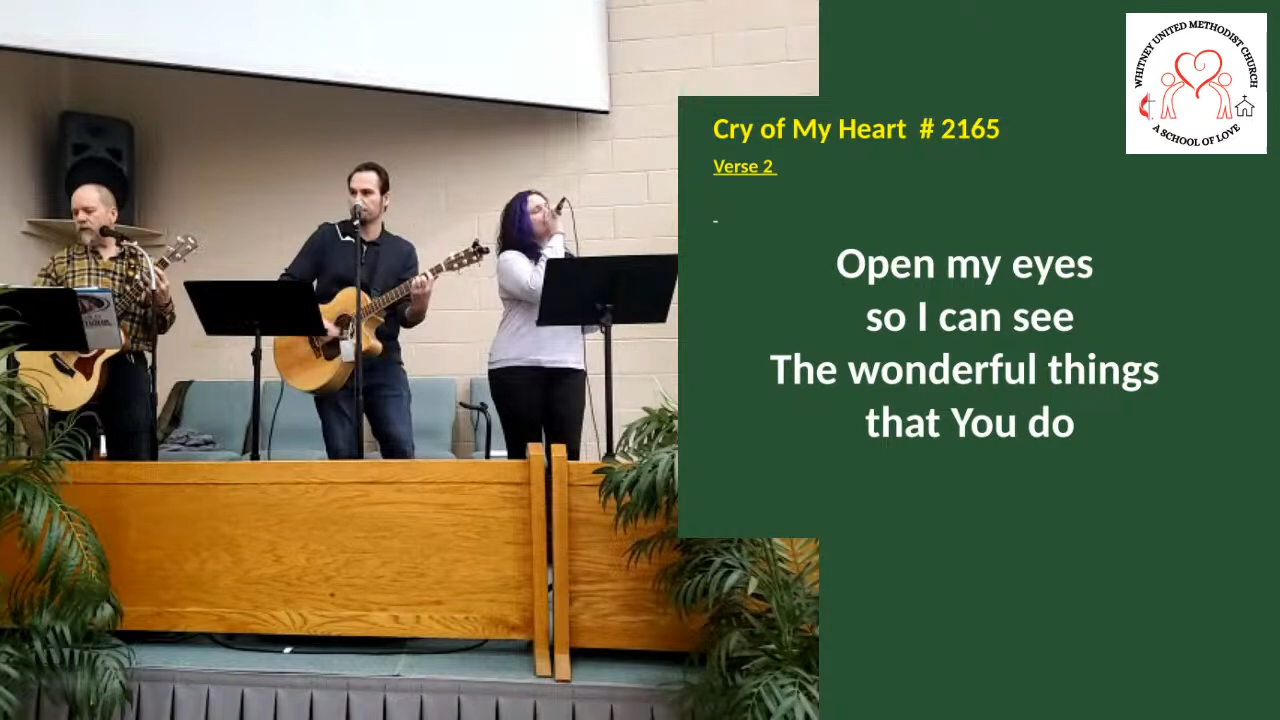 WHITNEY UNITED METHODIST CHURCH
A SCHOOL OF LOVE
Cry of My Heart # 2165
Verse 2
-
Open my eyes
so I can see
The wonderful things
that You do